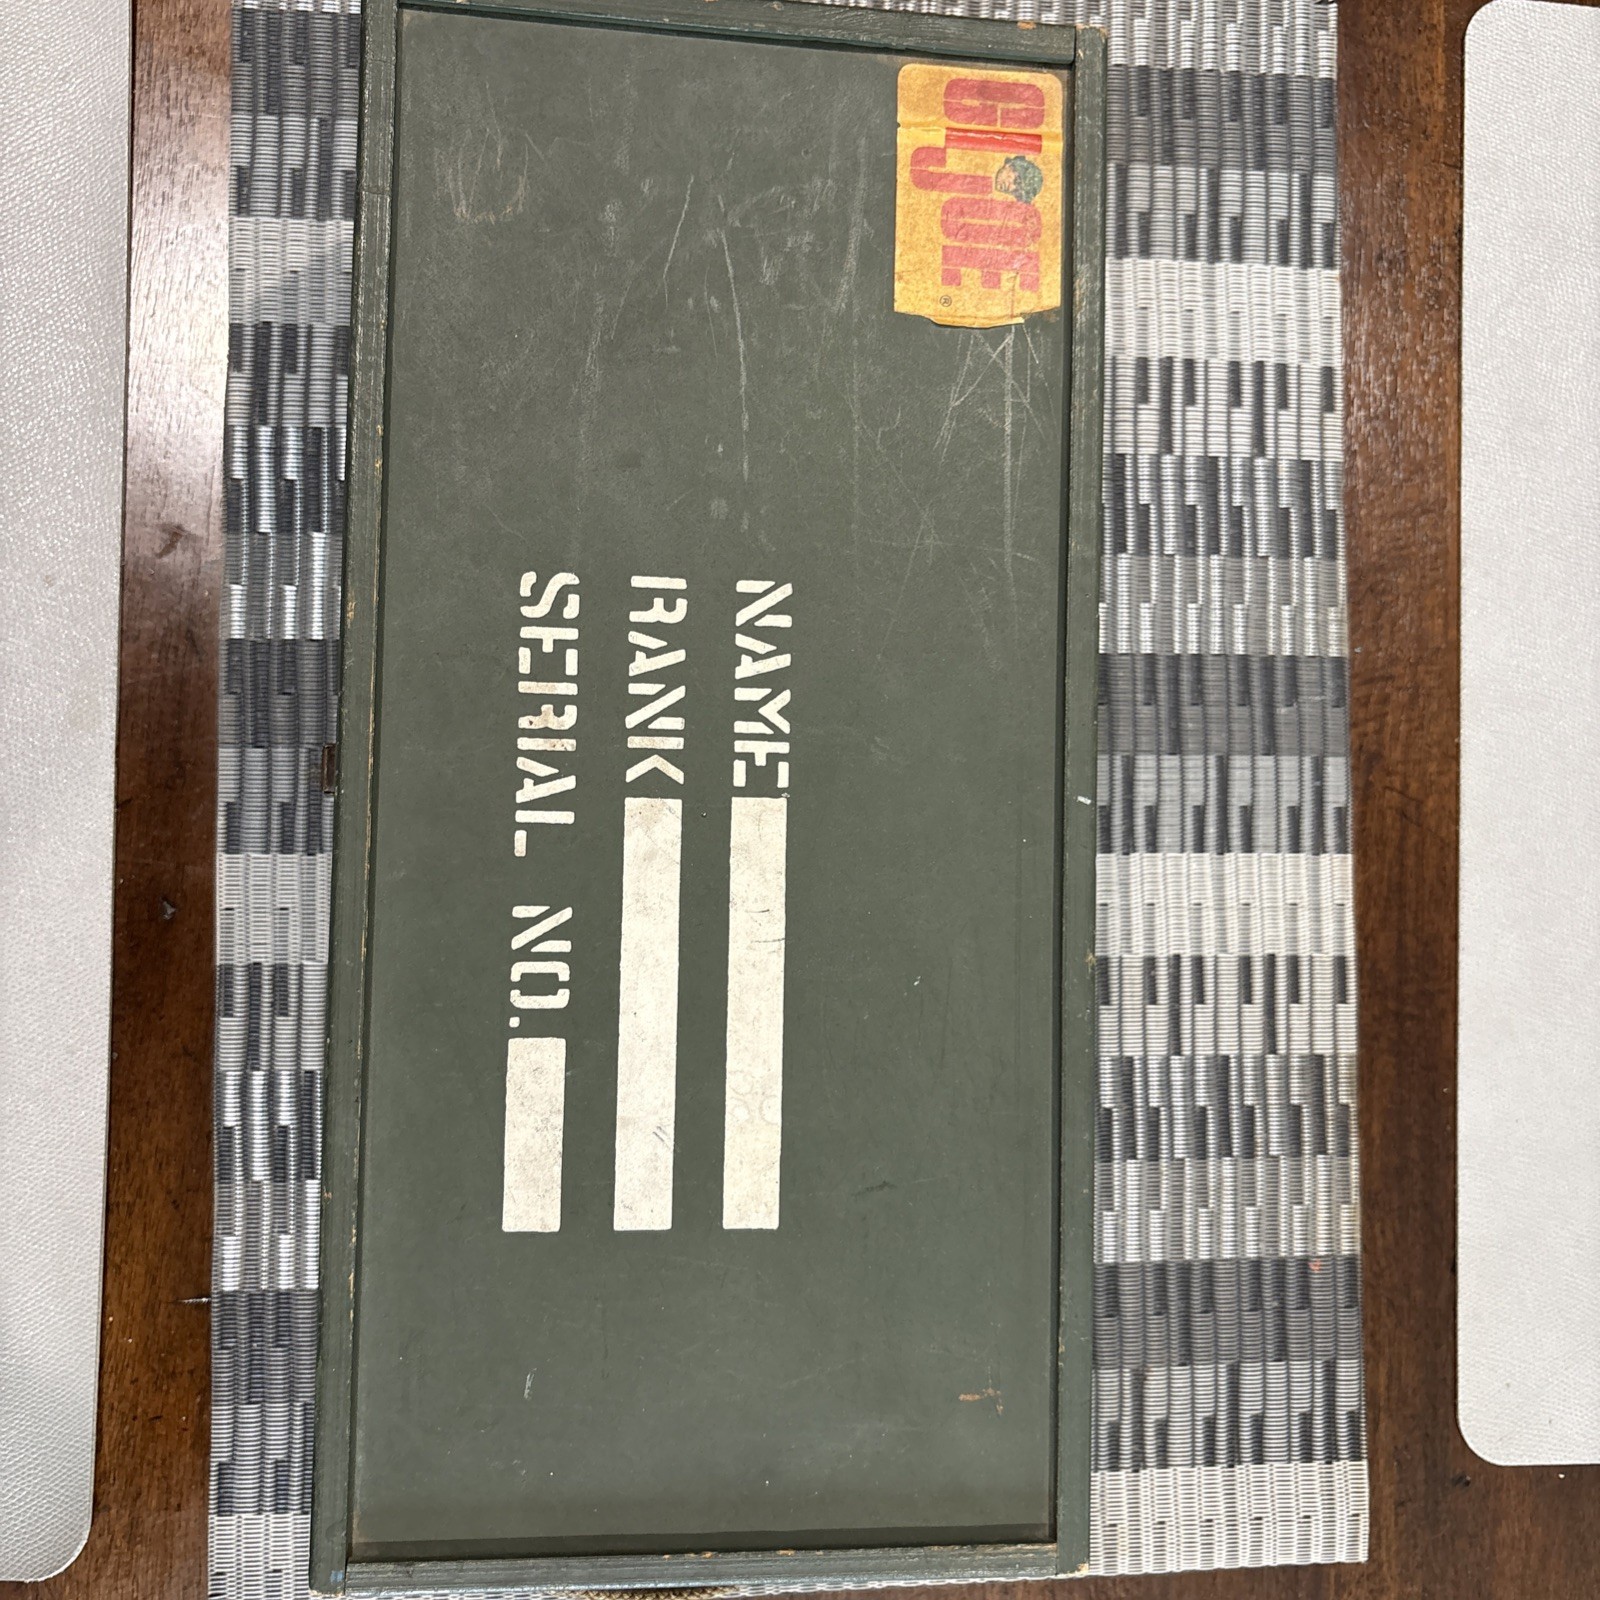 GI JOE ®
NAME
RANK
SERIAL NO.